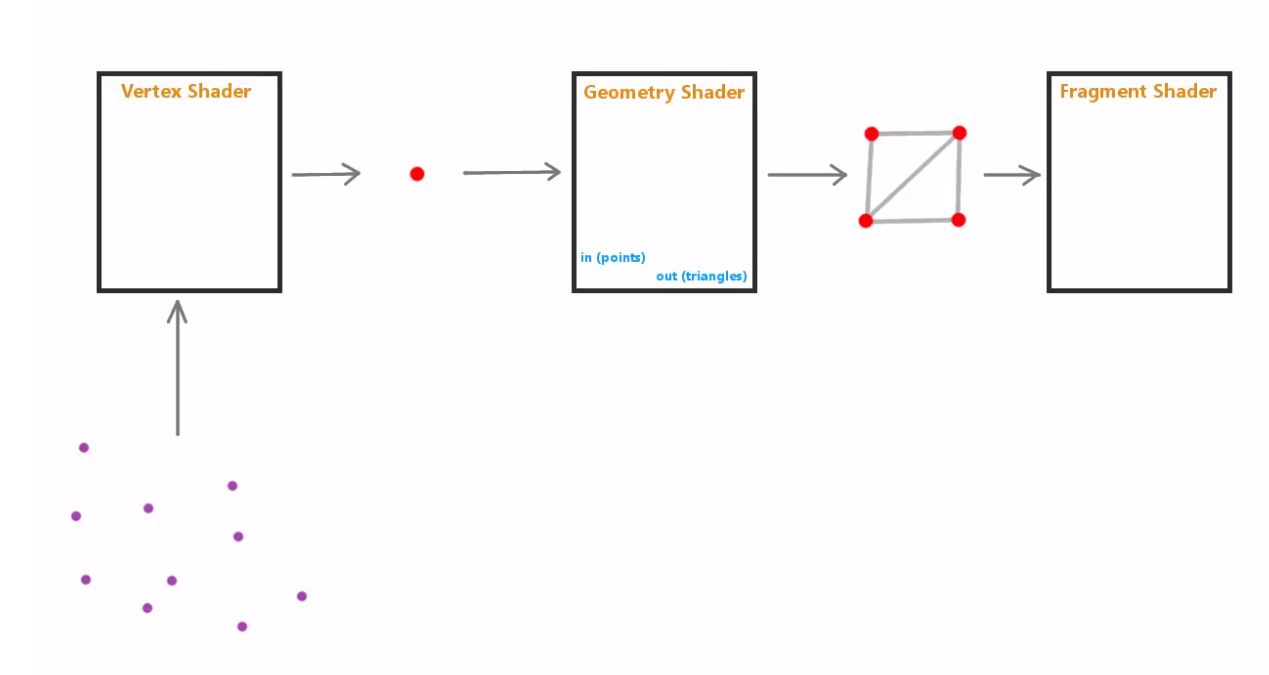 Vertex Shader
Geometry Shader
in (points)
out (triangles)
Fragment Shader